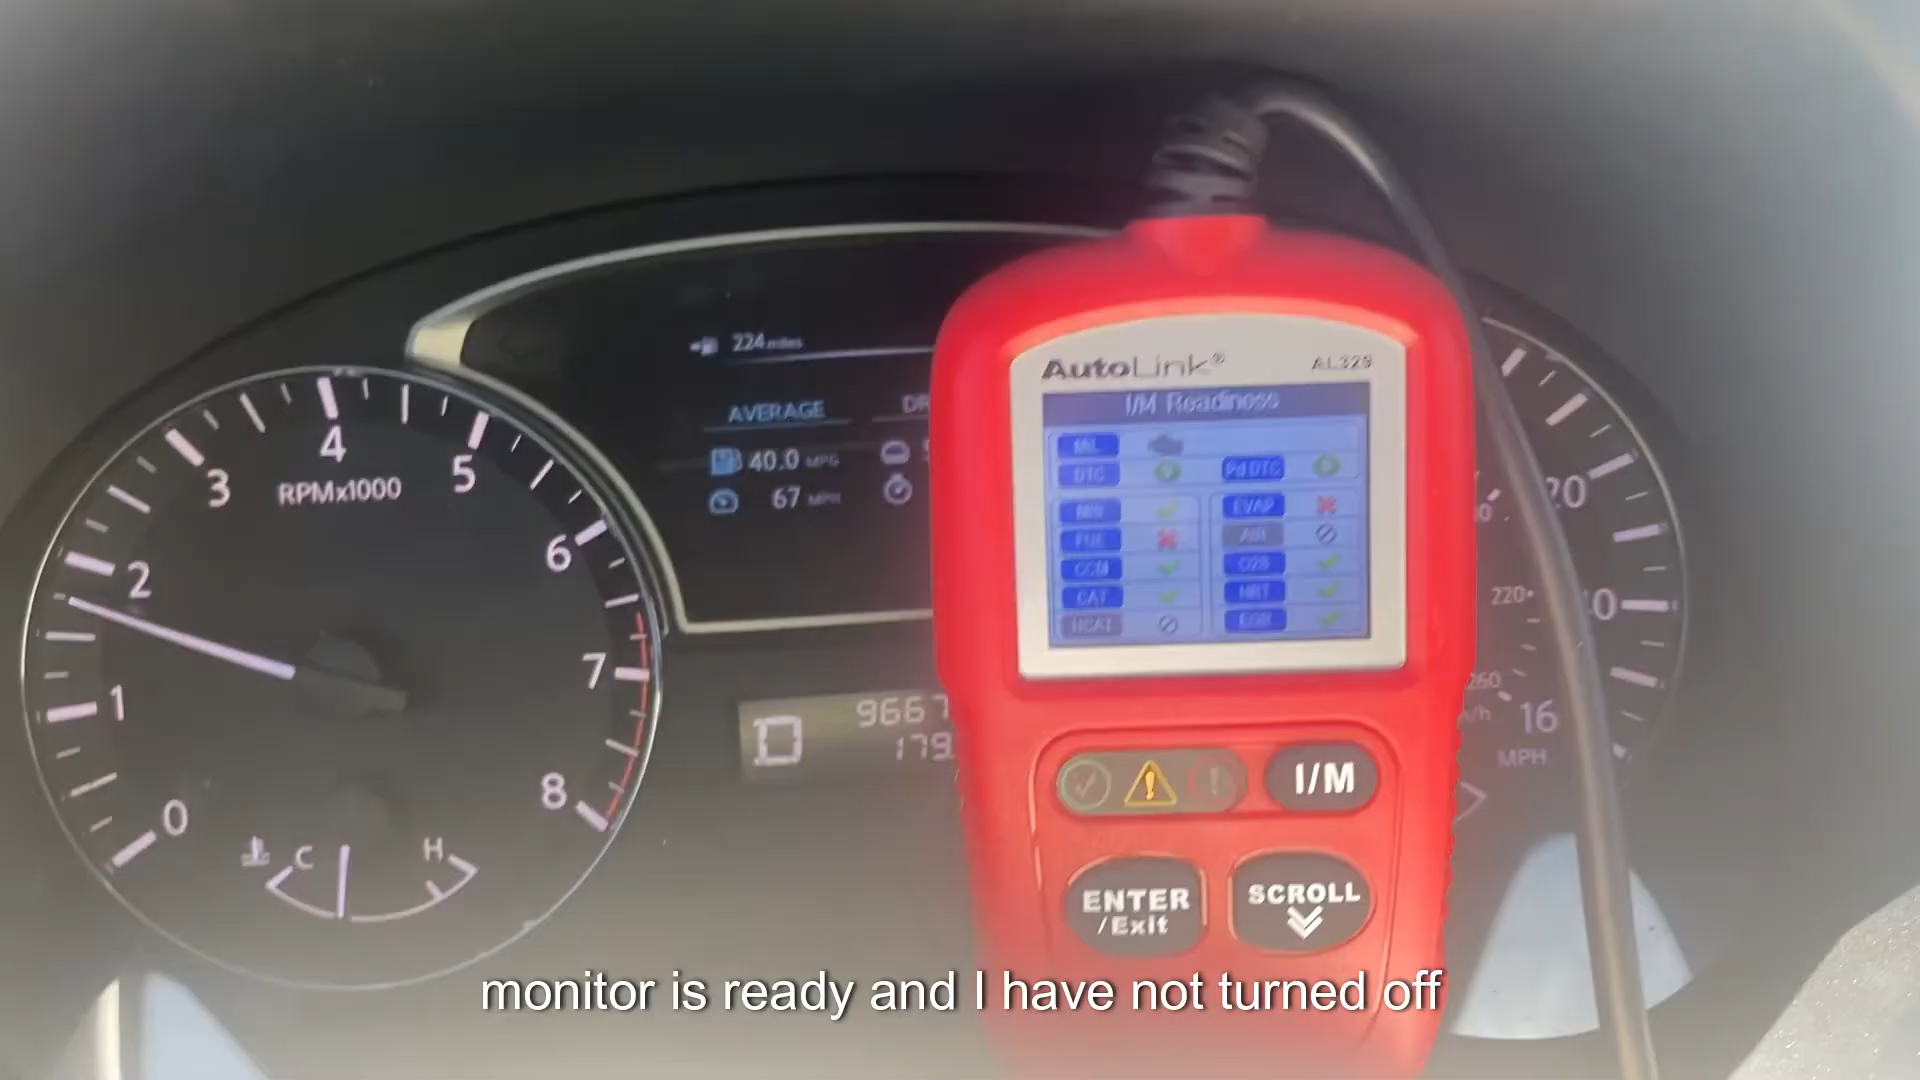 224 miles
AVERAGE
DR
40.0 MPG
67 MPH
RPMx1000
0
1
2
3
4
5
6
7
8
C
H
D
9667
179
AutoLink®
AL329
I/M Readiness
MIL
DTC
Pd DTC
MIS
EVAP
FUE
AIR
CCM
O2S
CAT
HRT
HCAT
EGR
I/M
ENTER
/Exit
SCROLL
20
220
260
16
MPH
monitor is ready and I have not turned off